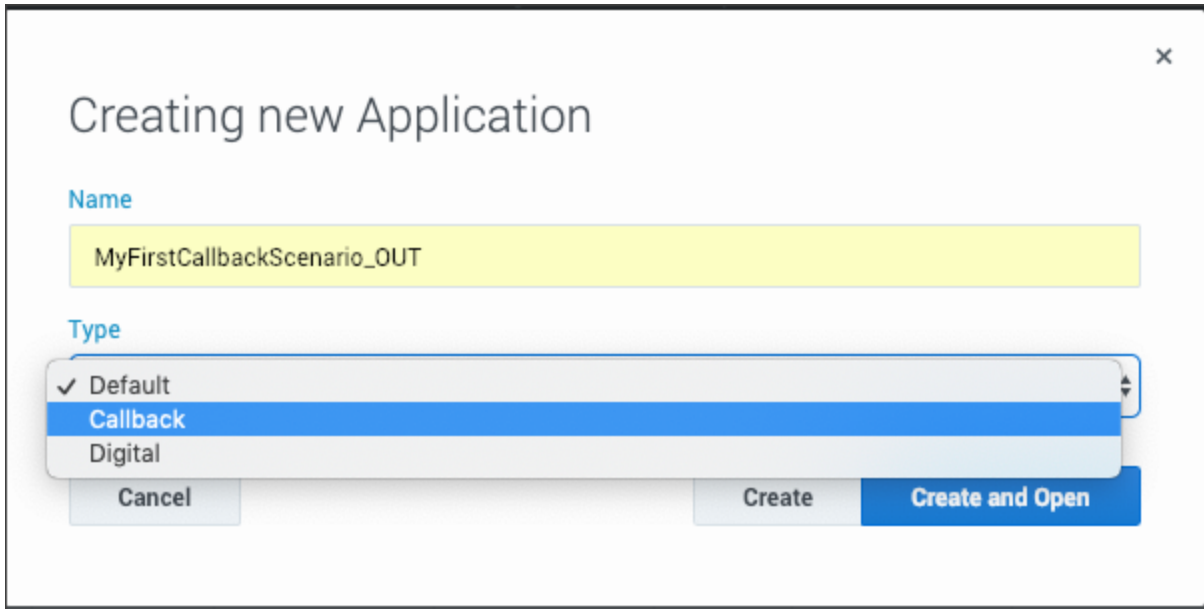 Creating new Application
Name
MyFirstCallbackScenario_OUT
Type
✓ Default
Callback
Digital
Cancel Create Create and Open